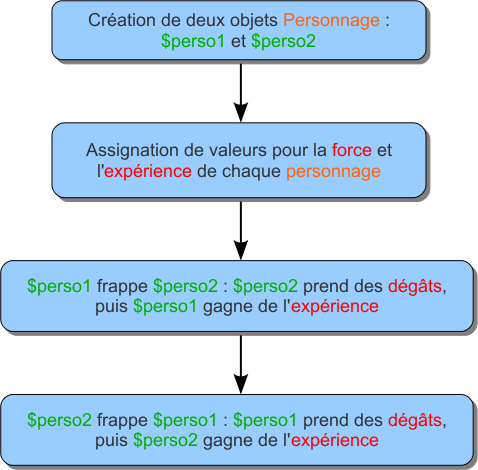 Création de deux objets Personnage :
$perso1 et $perso2
Assignation de valeurs pour la force et
l'expérience de chaque personnage
$perso1 frappe $perso2 : $perso2 prend des dégâts,
puis $perso1 gagne de l'expérience
$perso2 frappe $perso1 : $perso1 prend des dégâts,
puis $perso2 gagne de l'expérience